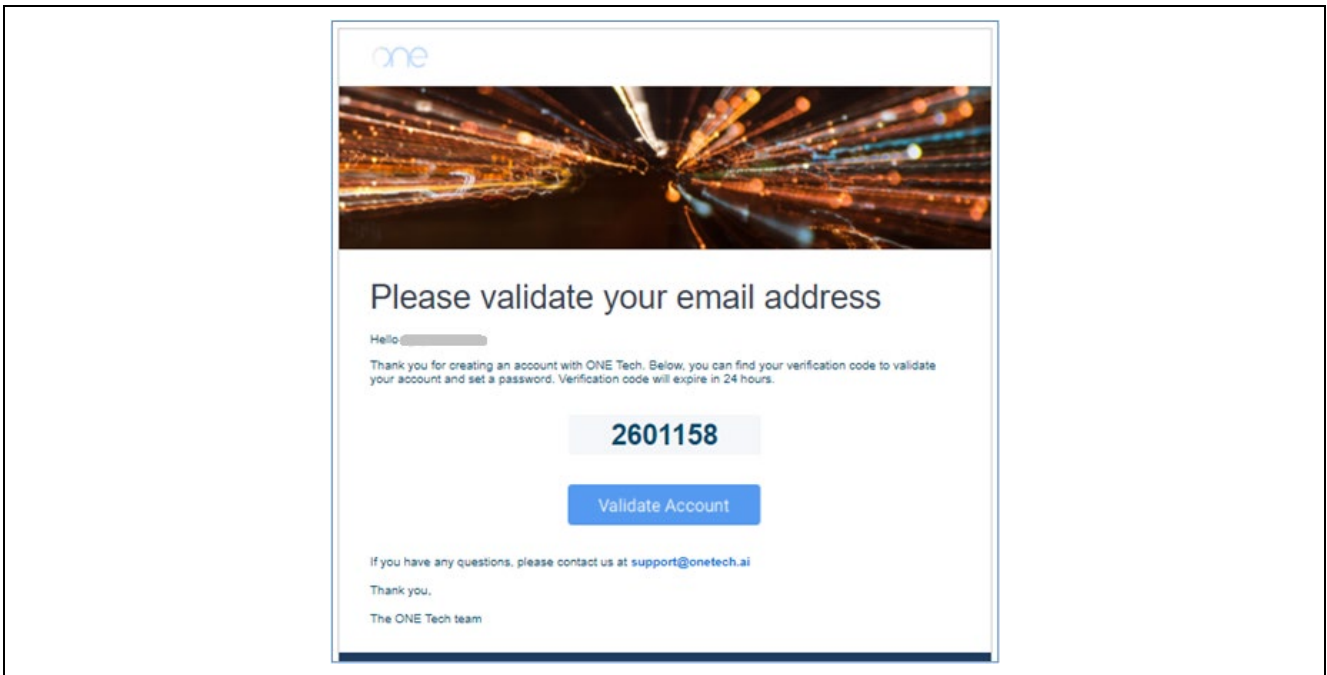 one
Please validate your email address
Hello
Thank you for creating an account with ONE Tech. Below, you can find your verification code to validate
your account and set a password. Verification code will expire in 24 hours.
2601158
Validate Account
If you have any questions, please contact us at support@onetech.ai
Thank you,
The ONE Tech team